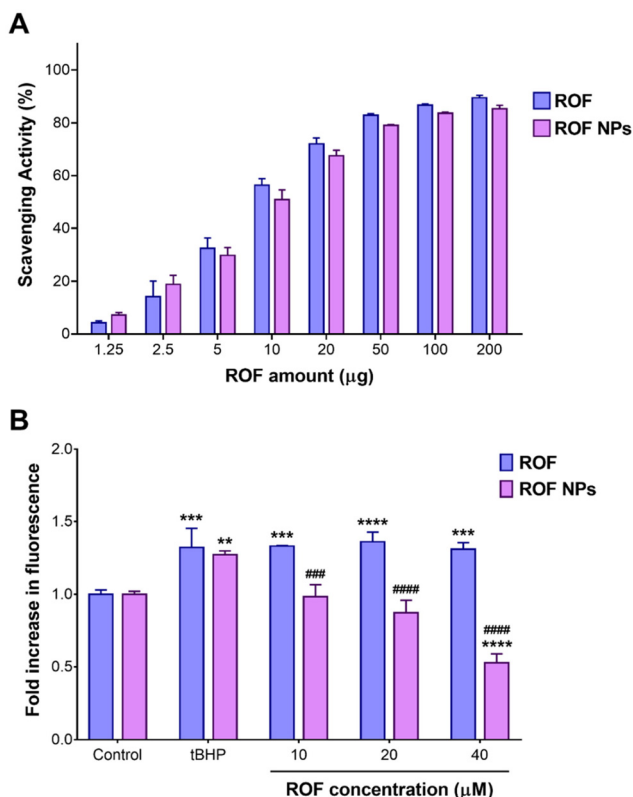 A
Scavenging Activity (%)
100
80
60
40
20
0
ROF
ROF NPs
1.25 2.5 5 10 20 50 100 200
ROF amount (μg)
B
Fold increase in fluorescence
2.0
1.5
1.0
0.5
0.0
ROF
ROF NPs
*** ** *** **** ***
### #### ####
****
Control tBHP 10 20 40
ROF concentration (μM)